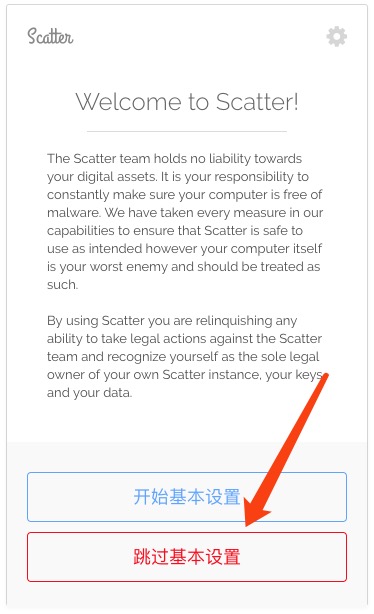 Scatter
Welcome to Scatter!
The Scatter team holds no liability towards
your digital assets. It is your responsibility to
constantly make sure your computer is free of
malware. We have taken every measure in our
capabilities to ensure that Scatter is safe to
use as intended however your computer itself
is your worst enemy and should be treated as
such.
By using Scatter you are relinquishing any
ability to take legal actions against the Scatter
team and recognize yourself as the sole legal
owner of your own Scatter instance, your keys
and your data.
开始基本设置
跳过基本设置